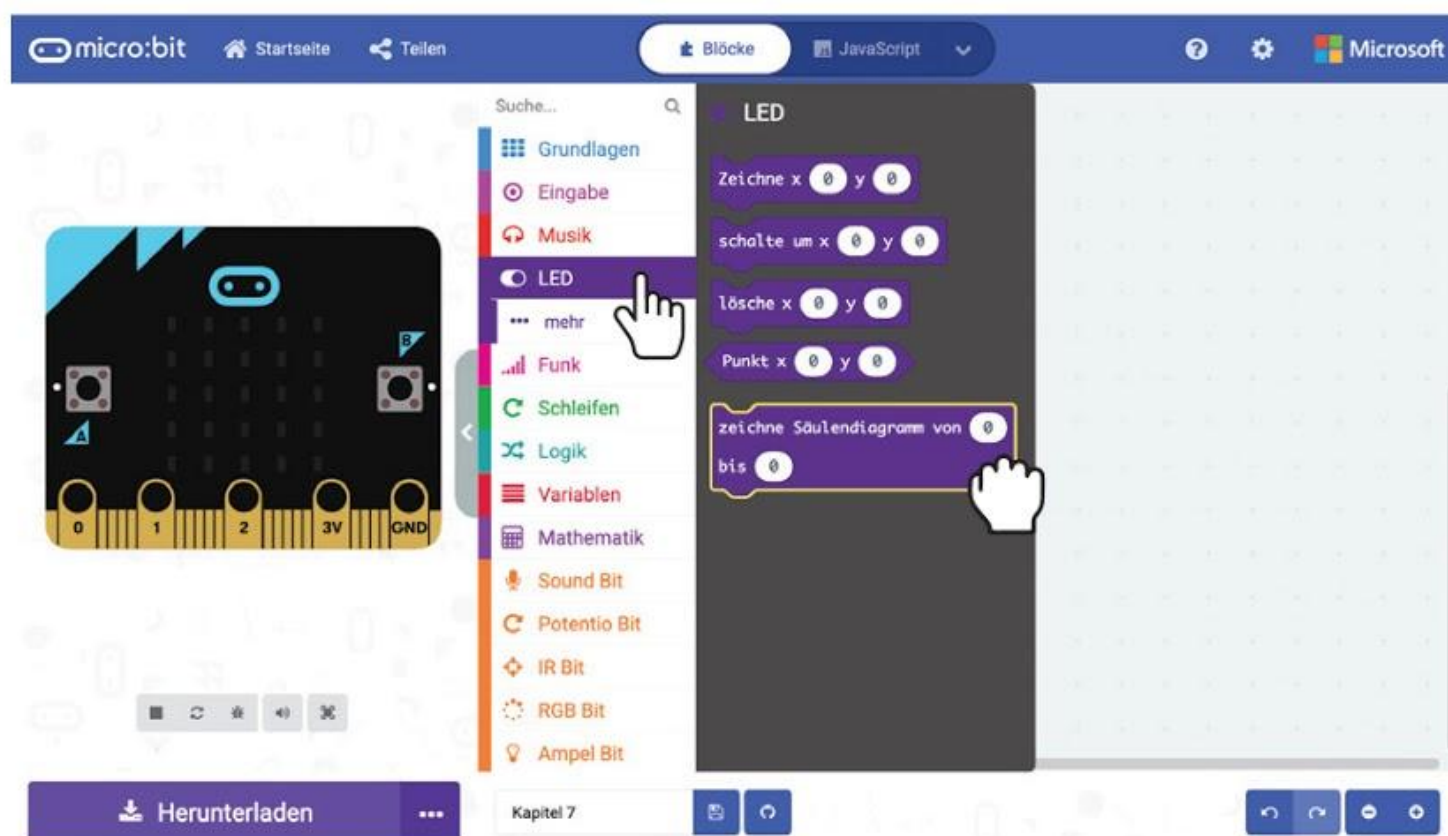 micro:bit Startseite Teilen Blöcke JavaScript Microsoft
Suche...
Grundlagen
Eingabe
Musik
LED
mehr
Funk
Schleifen
Logik
Variablen
Mathematik
Sound Bit
Potentio Bit
IR Bit
RGB Bit
Ampel Bit
LED
Zeichne x 0 y 0
schalte um x 0 y 0
lösche x 0 y 0
Punkt x 0 y 0
zeichne Säulendiagramm von 0
bis 0
B
A
0 1 2 3V GND
Herunterladen ...
Kapitel 7